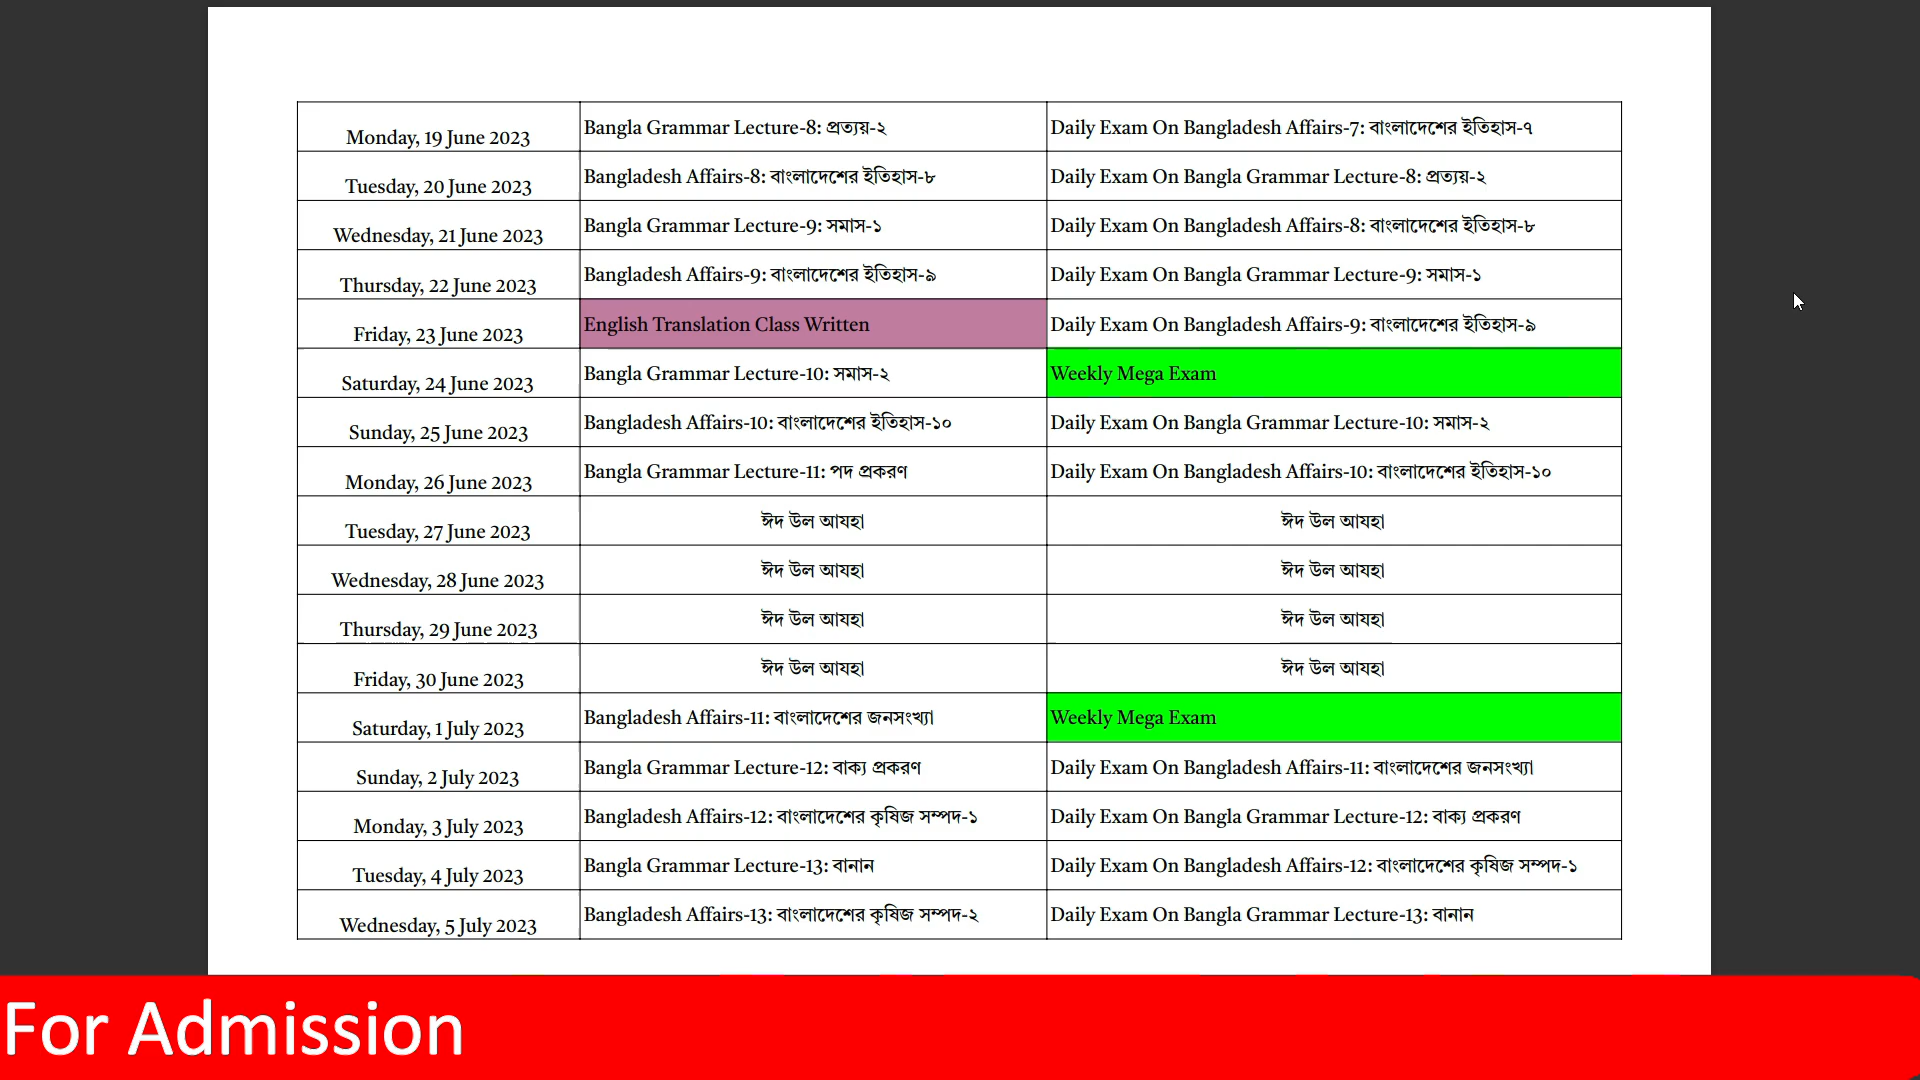 Monday, 19 June 2023 Bangla Grammar Lecture-8: প্রত্যয়-২ Daily Exam On Bangladesh Affairs-7: বাংলাদেশের ইতিহাস-৭
Tuesday, 20 June 2023 Bangladesh Affairs-8: বাংলাদেশের ইতিহাস-৮ Daily Exam On Bangla Grammar Lecture-8: প্রত্যয়-২
Wednesday, 21 June 2023 Bangla Grammar Lecture-9: সমাস-১ Daily Exam On Bangladesh Affairs-8: বাংলাদেশের ইতিহাস-৮
Thursday, 22 June 2023 Bangladesh Affairs-9: বাংলাদেশের ইতিহাস-৯ Daily Exam On Bangla Grammar Lecture-9: সমাস-১
Friday, 23 June 2023 English Translation Class Written Daily Exam On Bangladesh Affairs-9: বাংলাদেশের ইতিহাস-৯
Saturday, 24 June 2023 Bangla Grammar Lecture-10: সমাস-২ Weekly Mega Exam
Sunday, 25 June 2023 Bangladesh Affairs-10: বাংলাদেশের ইতিহাস-১০ Daily Exam On Bangla Grammar Lecture-10: সমাস-২
Monday, 26 June 2023 Bangla Grammar Lecture-11: পদ প্রকরণ Daily Exam On Bangladesh Affairs-10: বাংলাদেশের ইতিহাস-১০
Tuesday, 27 June 2023 ঈদ উল আযহা ঈদ উল আযহা
Wednesday, 28 June 2023 ঈদ উল আযহা ঈদ উল আযহা
Thursday, 29 June 2023 ঈদ উল আযহা ঈদ উল আযহা
Friday, 30 June 2023 ঈদ উল আযহা ঈদ উল আযহা
Saturday, 1 July 2023 Bangladesh Affairs-11: বাংলাদেশের জনসংখ্যা Weekly Mega Exam
Sunday, 2 July 2023 Bangla Grammar Lecture-12: বাক্য প্রকরণ Daily Exam On Bangladesh Affairs-11: বাংলাদেশের জনসংখ্যা
Monday, 3 July 2023 Bangladesh Affairs-12: বাংলাদেশের কৃষিজ সম্পদ-১ Daily Exam On Bangla Grammar Lecture-12: বাক্য প্রকরণ
Tuesday, 4 July 2023 Bangla Grammar Lecture-13: বানান Daily Exam On Bangladesh Affairs-12: বাংলাদেশের কৃষিজ সম্পদ-১
Wednesday, 5 July 2023 Bangladesh Affairs-13: বাংলাদেশের কৃষিজ সম্পদ-২ Daily Exam On Bangla Grammar Lecture-13: বানান
For Admission